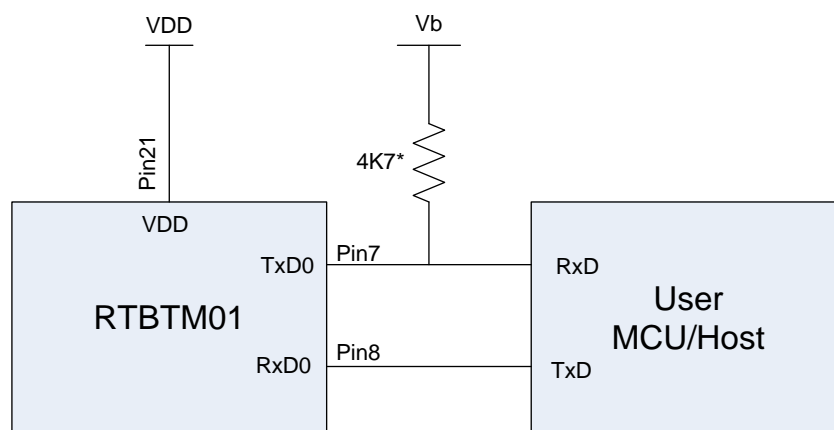 VDD
Vb
Pin21
4K7*
VDD
TxD0
Pin7
RxD
RTBTM01
User
MCU/Host
RxD0
Pin8
TxD